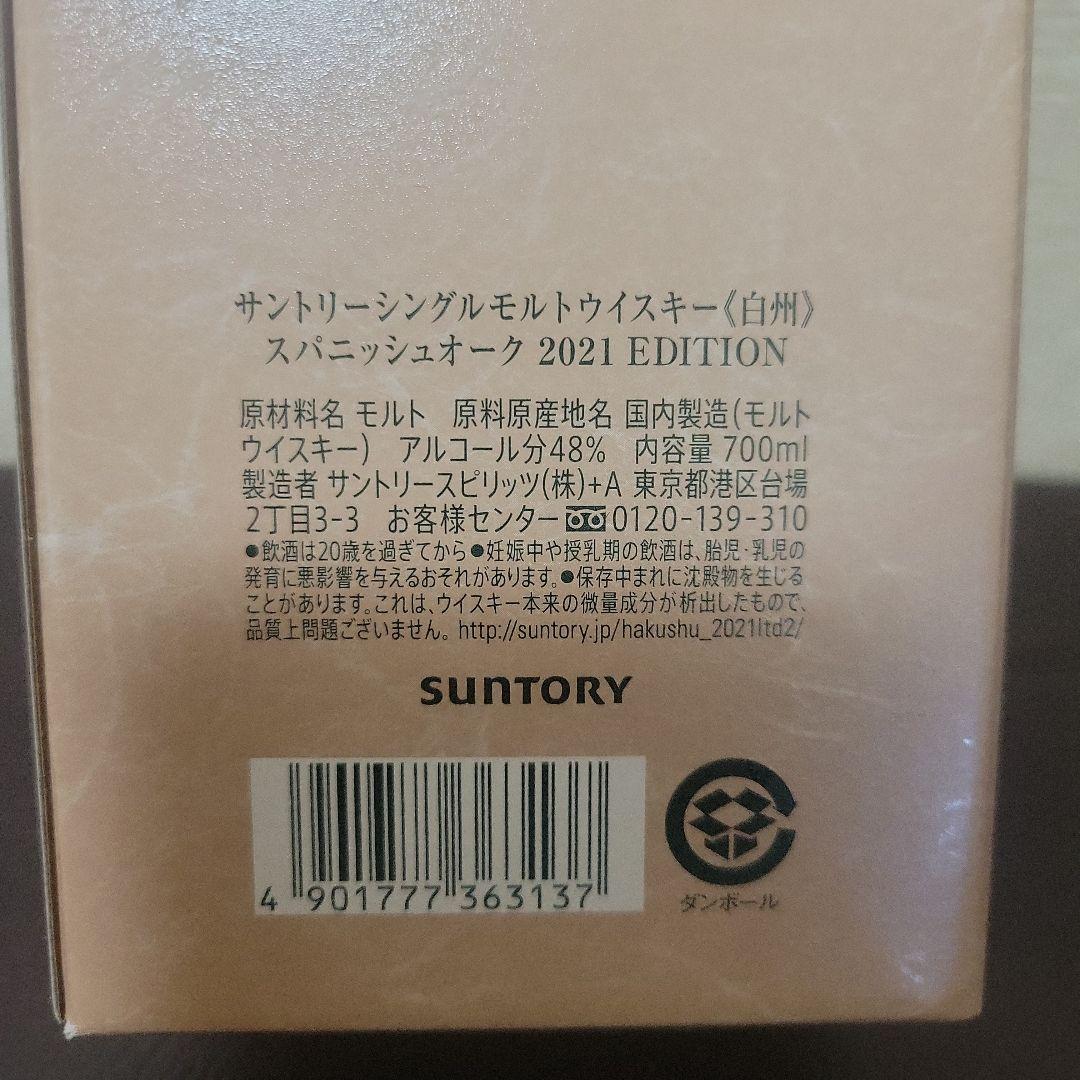 サントリーシングルモルトウイスキー《白州》
スパニッシュオーク 2021 EDITION
原材料名 モルト 原料原産地名 国内製造(モルト
ウイスキー) アルコール分48% 内容量 700ml
製造者 サントリースピリッツ(株)+A 東京都港区台場
2丁目3-3 お客様センター 0120-139-310
●飲酒は20歳を過ぎてから●妊娠中や授乳期の飲酒は、胎児・乳児の
発育に悪影響を与えるおそれがあります。●保存中まれに沈殿物を生じる
ことがあります。これは、ウイスキー本来の微量成分が析出したもので、
品質上問題ございません。 http://suntory.jp/hakushu_2021ltd2/
SUNTORY
4 901777 363137
ダンボール